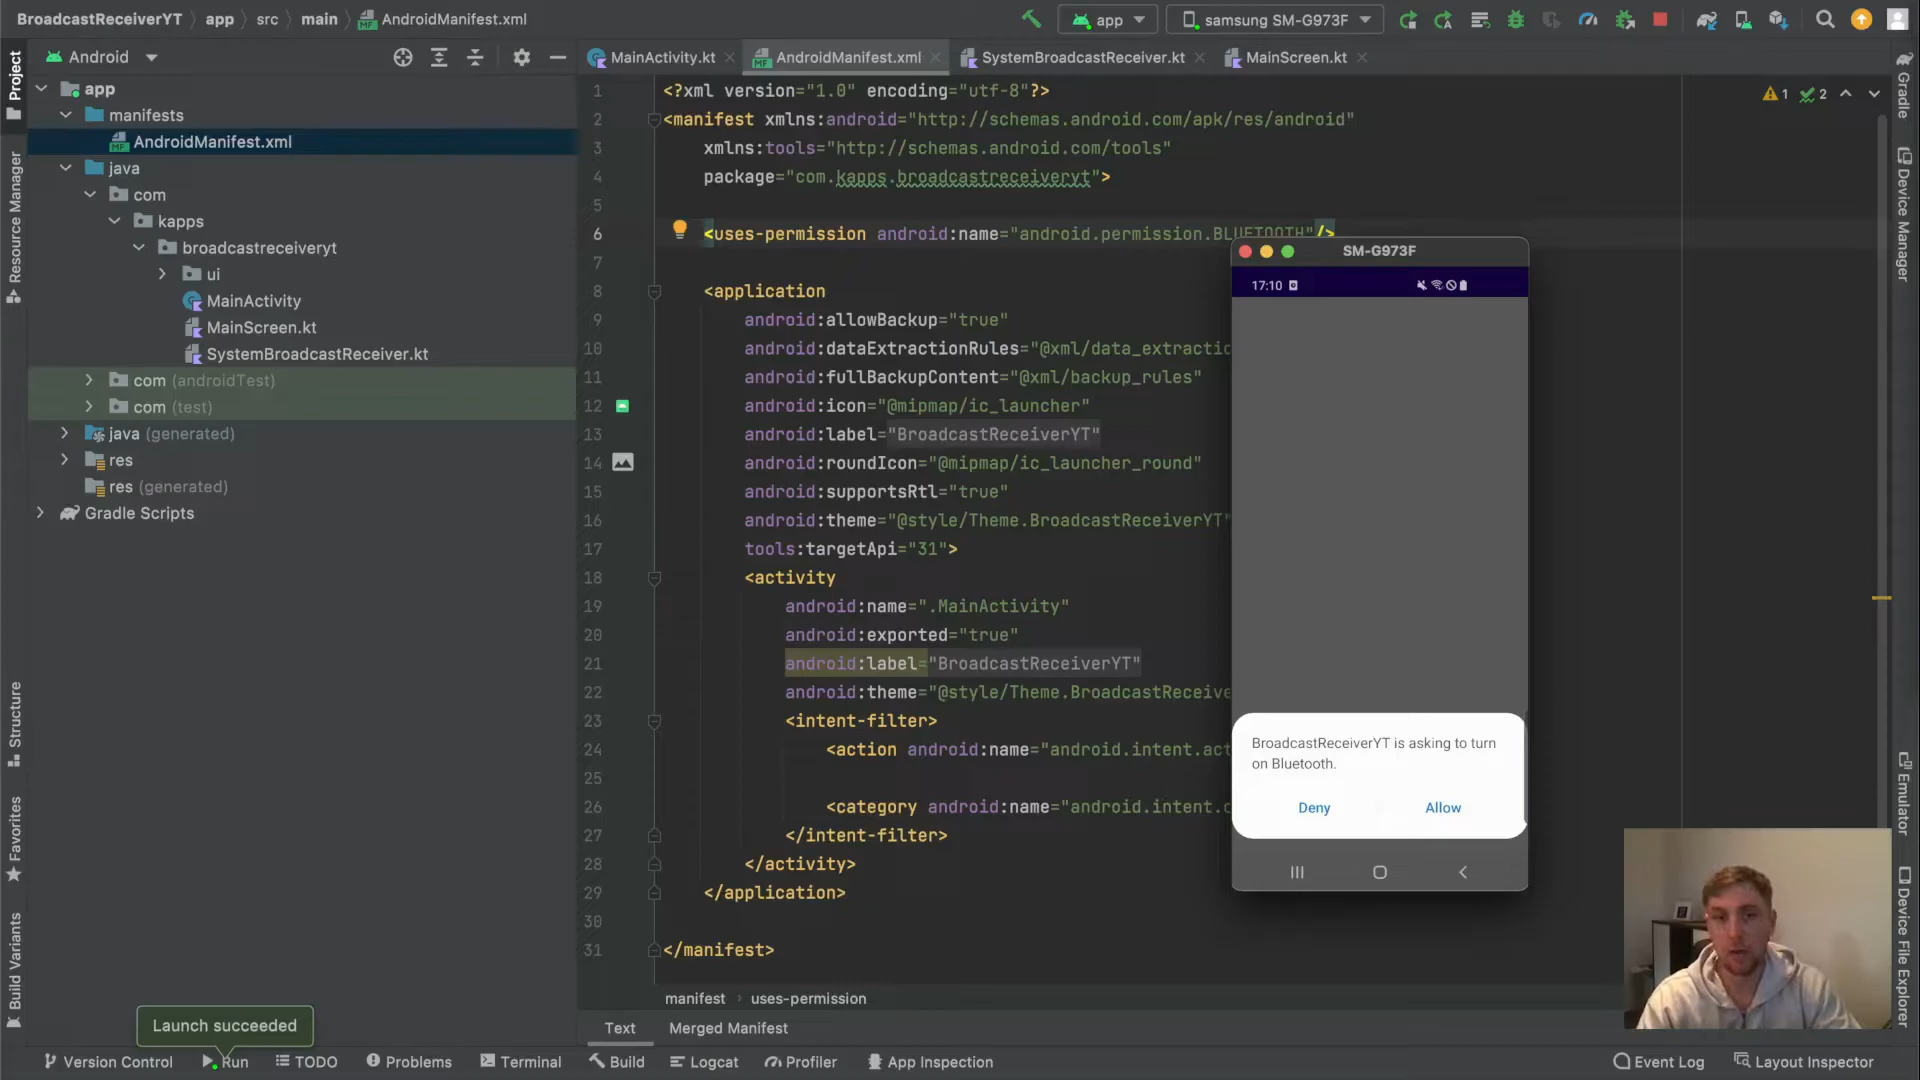 BroadcastReceiverYT app src main AndroidManifest.xml
app
samsung SM-G973F
Project
Android
MainActivity.kt
AndroidManifest.xml
SystemBroadcastReceiver.kt
MainScreen.kt
Gradle
app
manifests
AndroidManifest.xml
java
com
kapps
broadcastreceiveryt
ui
MainActivity
MainScreen.kt
SystemBroadcastReceiver.kt
com (androidTest)
com (test)
java (generated)
res
res (generated)
Gradle Scripts
Resource Manager
Structure
Favorites
Build Variants
1 <?xml version="1.0" encoding="utf-8"?>
2 <manifest xmlns:android="http://schemas.android.com/apk/res/android"
3 xmlns:tools="http://schemas.android.com/tools"
4 package="com.kapps.broadcastreceiveryt">
5
6 <uses-permission android:name="android.permission.BLUETOOTH"/>
7
8 <application
9 android:allowBackup="true"
10 android:dataExtractionRules="@xml/data_extractio
11 android:fullBackupContent="@xml/backup_rules"
12 android:icon="@mipmap/ic_launcher"
13 android:label="BroadcastReceiverYT"
14 android:roundIcon="@mipmap/ic_launcher_round"
15 android:supportsRtl="true"
16 android:theme="@style/Theme.BroadcastReceiverYT"
17 tools:targetApi="31">
18 <activity
19 android:name=".MainActivity"
20 android:exported="true"
21 android:label="BroadcastReceiverYT"
22 android:theme="@style/Theme.BroadcastReceive
23 <intent-filter>
24 <action android:name="android.intent.act
25
26 <category android:name="android.intent.c
27 </intent-filter>
28 </activity>
29 </application>
30
31 </manifest>
1 2
SM-G973F
17:10
BroadcastReceiverYT is asking to turn
on Bluetooth.
Deny Allow
Device Manager
Emulator
Device File Explorer
manifest uses-permission
Text Merged Manifest
Launch succeeded
Version Control Run TODO Problems Terminal Build Logcat Profiler App Inspection Event Log Layout Inspector